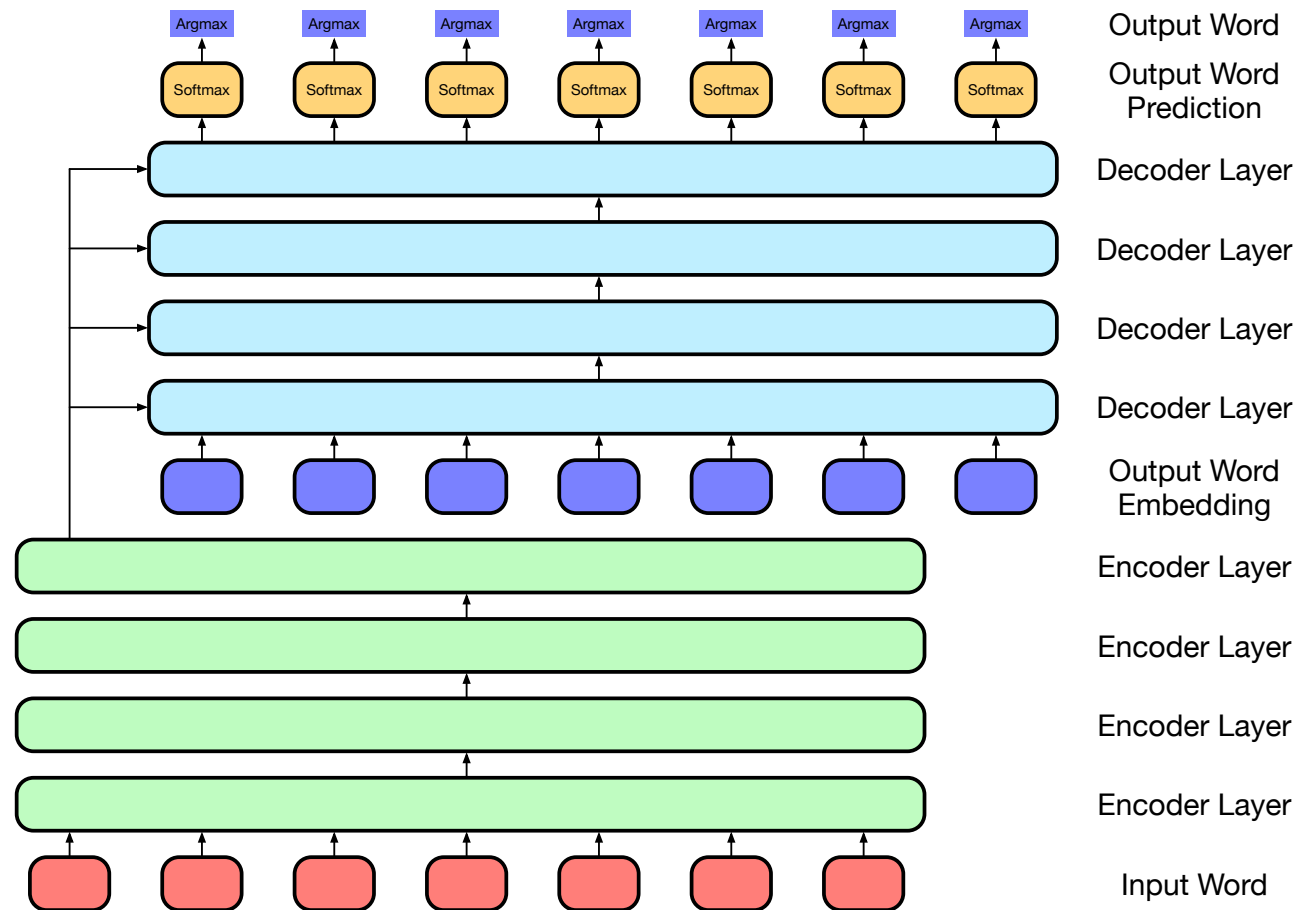 Argmax Argmax Argmax Argmax Argmax Argmax Argmax Output Word
Softmax Softmax Softmax Softmax Softmax Softmax Softmax Output Word
Prediction
Decoder Layer
Decoder Layer
Decoder Layer
Decoder Layer
Output Word
Embedding
Encoder Layer
Encoder Layer
Encoder Layer
Encoder Layer
Input Word